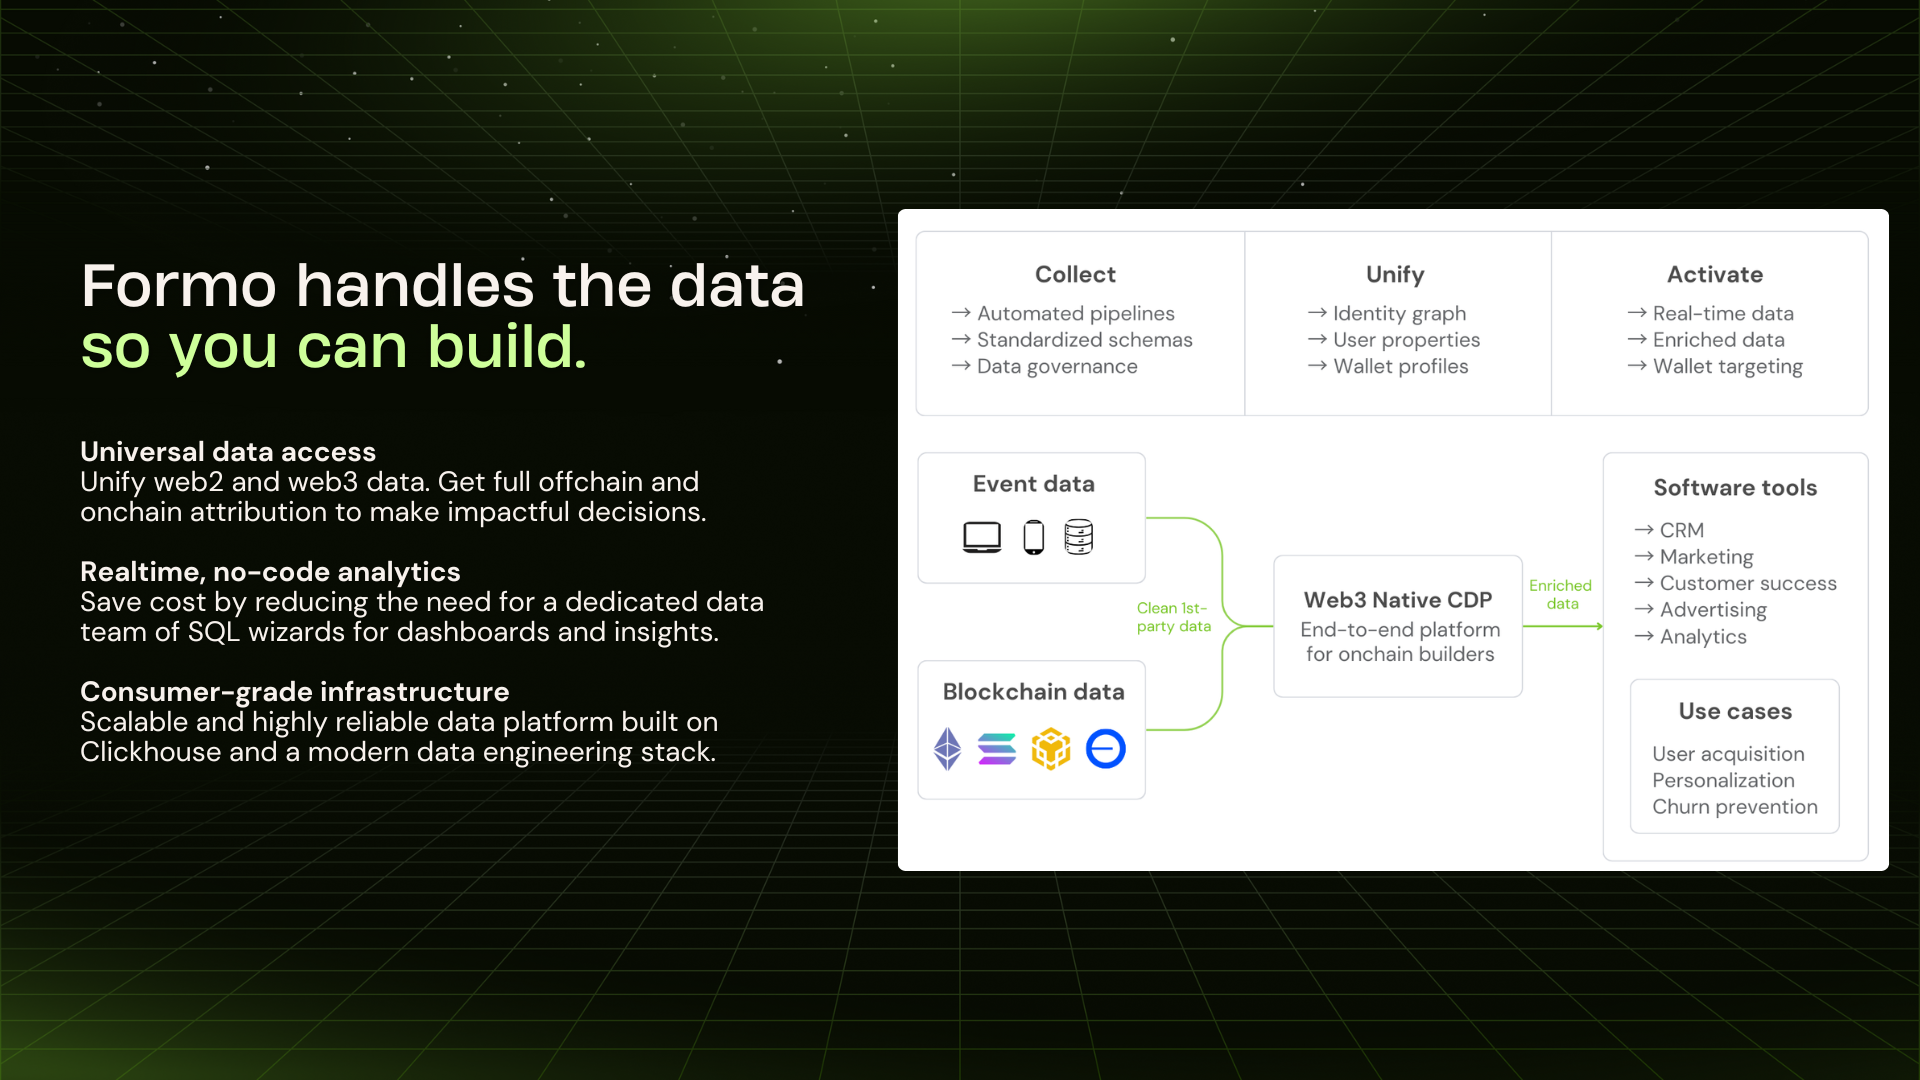 Formo handles the data
so you can build.
Universal data access
Unify web2 and web3 data. Get full offchain and
onchain attribution to make impactful decisions.
Realtime, no-code analytics
Save cost by reducing the need for a dedicated data
team of SQL wizards for dashboards and insights.
Consumer-grade infrastructure
Scalable and highly reliable data platform built on
Clickhouse and a modern data engineering stack.
Collect
→ Automated pipelines
→ Standardized schemas
→ Data governance
Unify
→ Identity graph
→ User properties
→ Wallet profiles
Activate
→ Real-time data
→ Enriched data
→ Wallet targeting
Event data
Blockchain data
Clean 1st-
party data
Web3 Native CDP
End-to-end platform
for onchain builders
Enriched
data
Software tools
→ CRM
→ Marketing
→ Customer success
→ Advertising
→ Analytics
Use cases
User acquisition
Personalization
Churn prevention